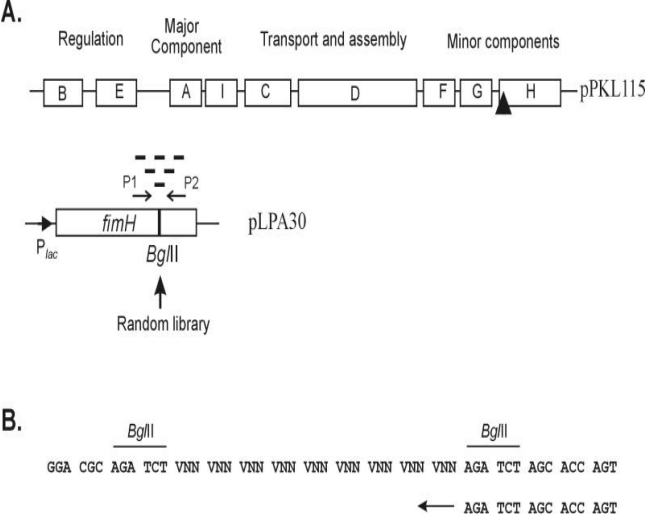 A.
Regulation
Major
Component
Transport and assembly
Minor components
B E A I C D F G H pPKL115
P1 P2
fimH pLPA30
Plac
BglII
Random library
B.
BglII BglII
GGA CGC AGA TCT VNN VNN VNN VNN VNN VNN VNN VNN VNN AGA TCT AGC ACC AGT
AGA TCT AGC ACC AGT